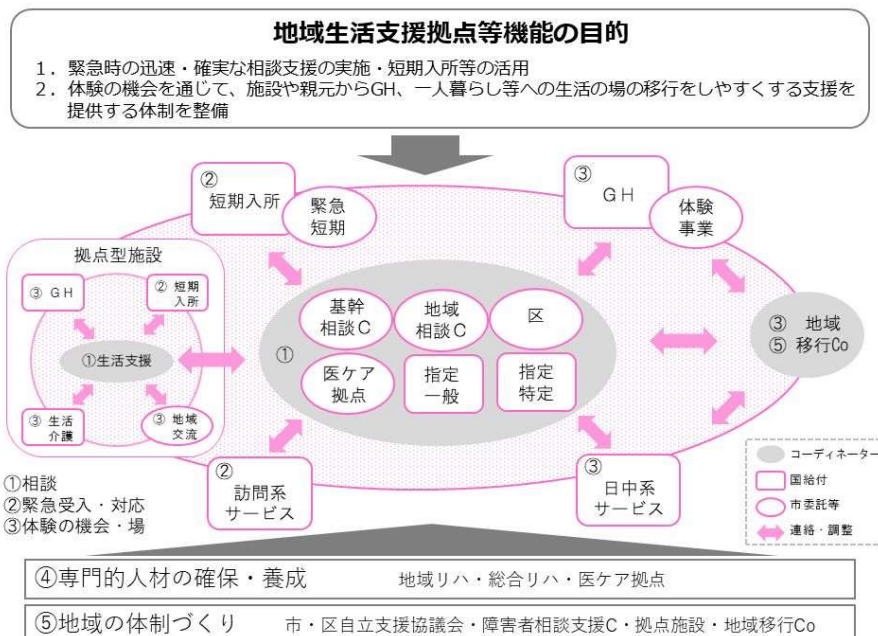 地域生活支援拠点等機能の目的
1．緊急時の迅速・確実な相談支援の実施・短期入所等の活用
2．体験の機会を通じて、施設や親元からGH、一人暮らし等への生活の場の移行をしやすくする支援を
提供する体制を整備
②
短期入所
緊急
短期
③
GH
体験
事業
拠点型施設
③ GH
② 短期
入所
①生活支援
③ 生活
介護
③ 地域
交流
①
基幹
相談C
地域
相談C
区
医ケア
拠点
指定
一般
指定
特定
③ 地域
⑤ 移行Co
②
訪問系
サービス
③
日中系
サービス
①相談
②緊急受入・対応
③体験の機会・場
コーディネーター
国給付
市委託等
連絡・調整
④専門的人材の確保・養成 地域リハ・総合リハ・医ケア拠点
⑤地域の体制づくり 市・区自立支援協議会・障害者相談支援C・拠点施設・地域移行Co